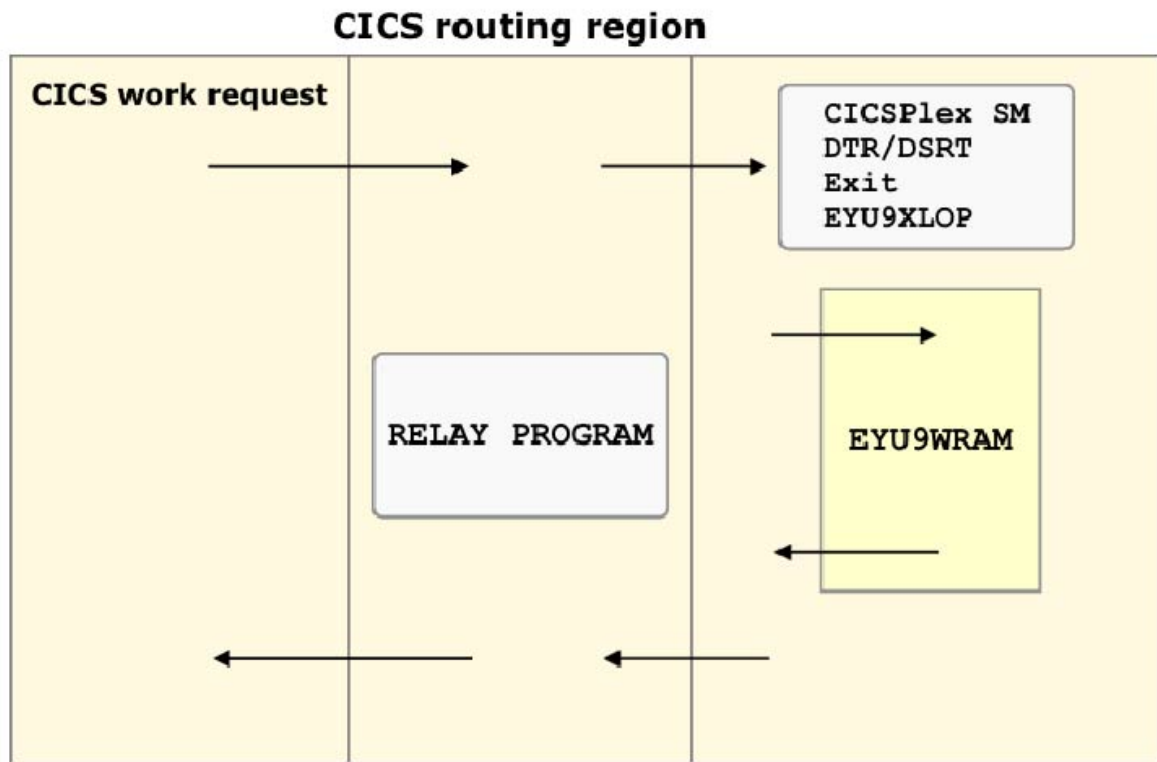 CICS routing region
CICS work request
CICSPlex SM
DTR/DSRT
Exit
EYU9XLOP
RELAY PROGRAM
EYU9WRAM